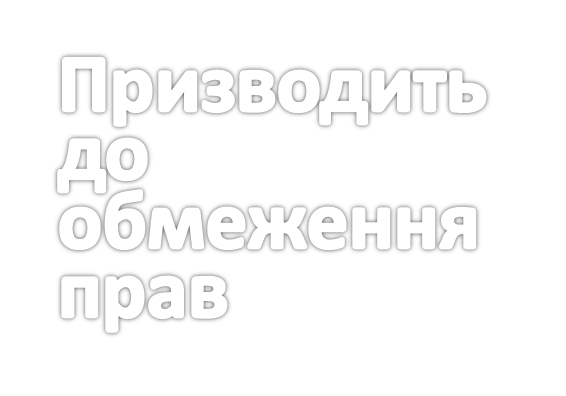 Призводить
до
обмеження
прав